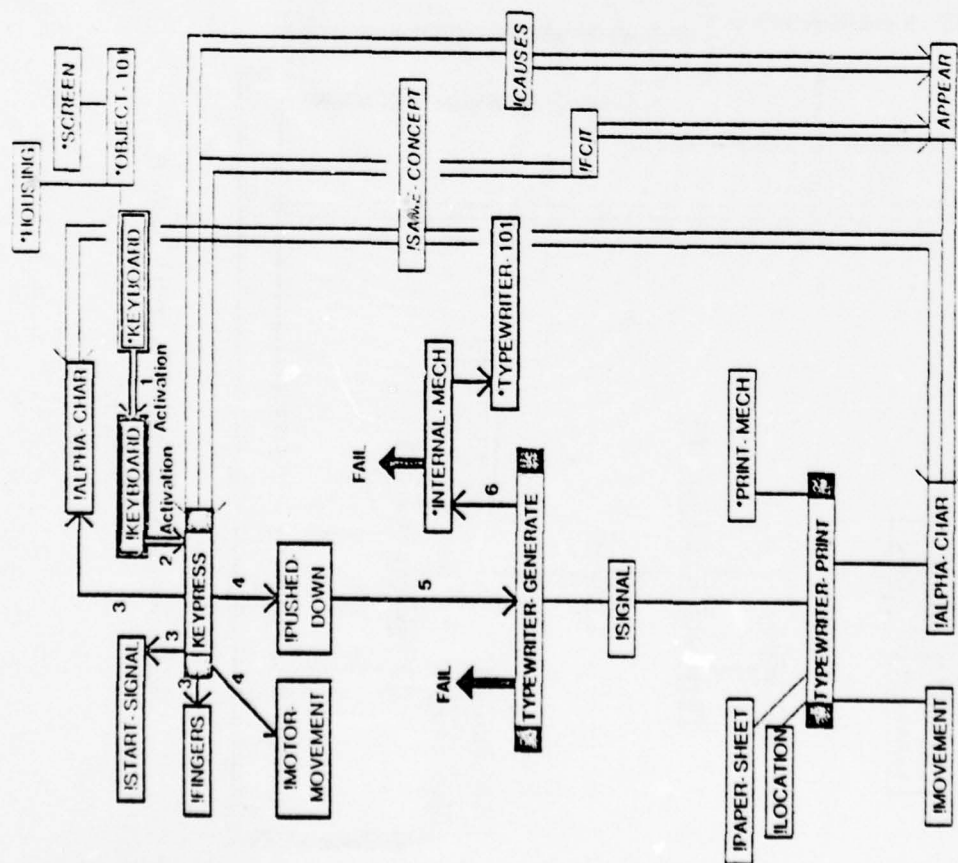 *HOUSING
*SCREEN
*OBJECT-101
!ALPHA-CHAR
!KEYBOARD
*KEYBOARD
1
Activation
2
Activation
!START-SIGNAL
3
3
3
!FINGERS
KEYPRESS
4
4
!MOTOR-
MOVEMENT
!PUSHED-
DOWN
5
!SAME-CONCEPT
!CAUSES
!FCIT
FAIL
*INTERNAL-MECH
*TYPEWRITER-101
6
FAIL
TYPEWRITER-GENERATE
!SIGNAL
*PRINT-MECH
!PAPER-SHEET
!LOCATION
TYPEWRITER-PRINT
!MOVEMENT
!ALPHA-CHAR
APPEAR